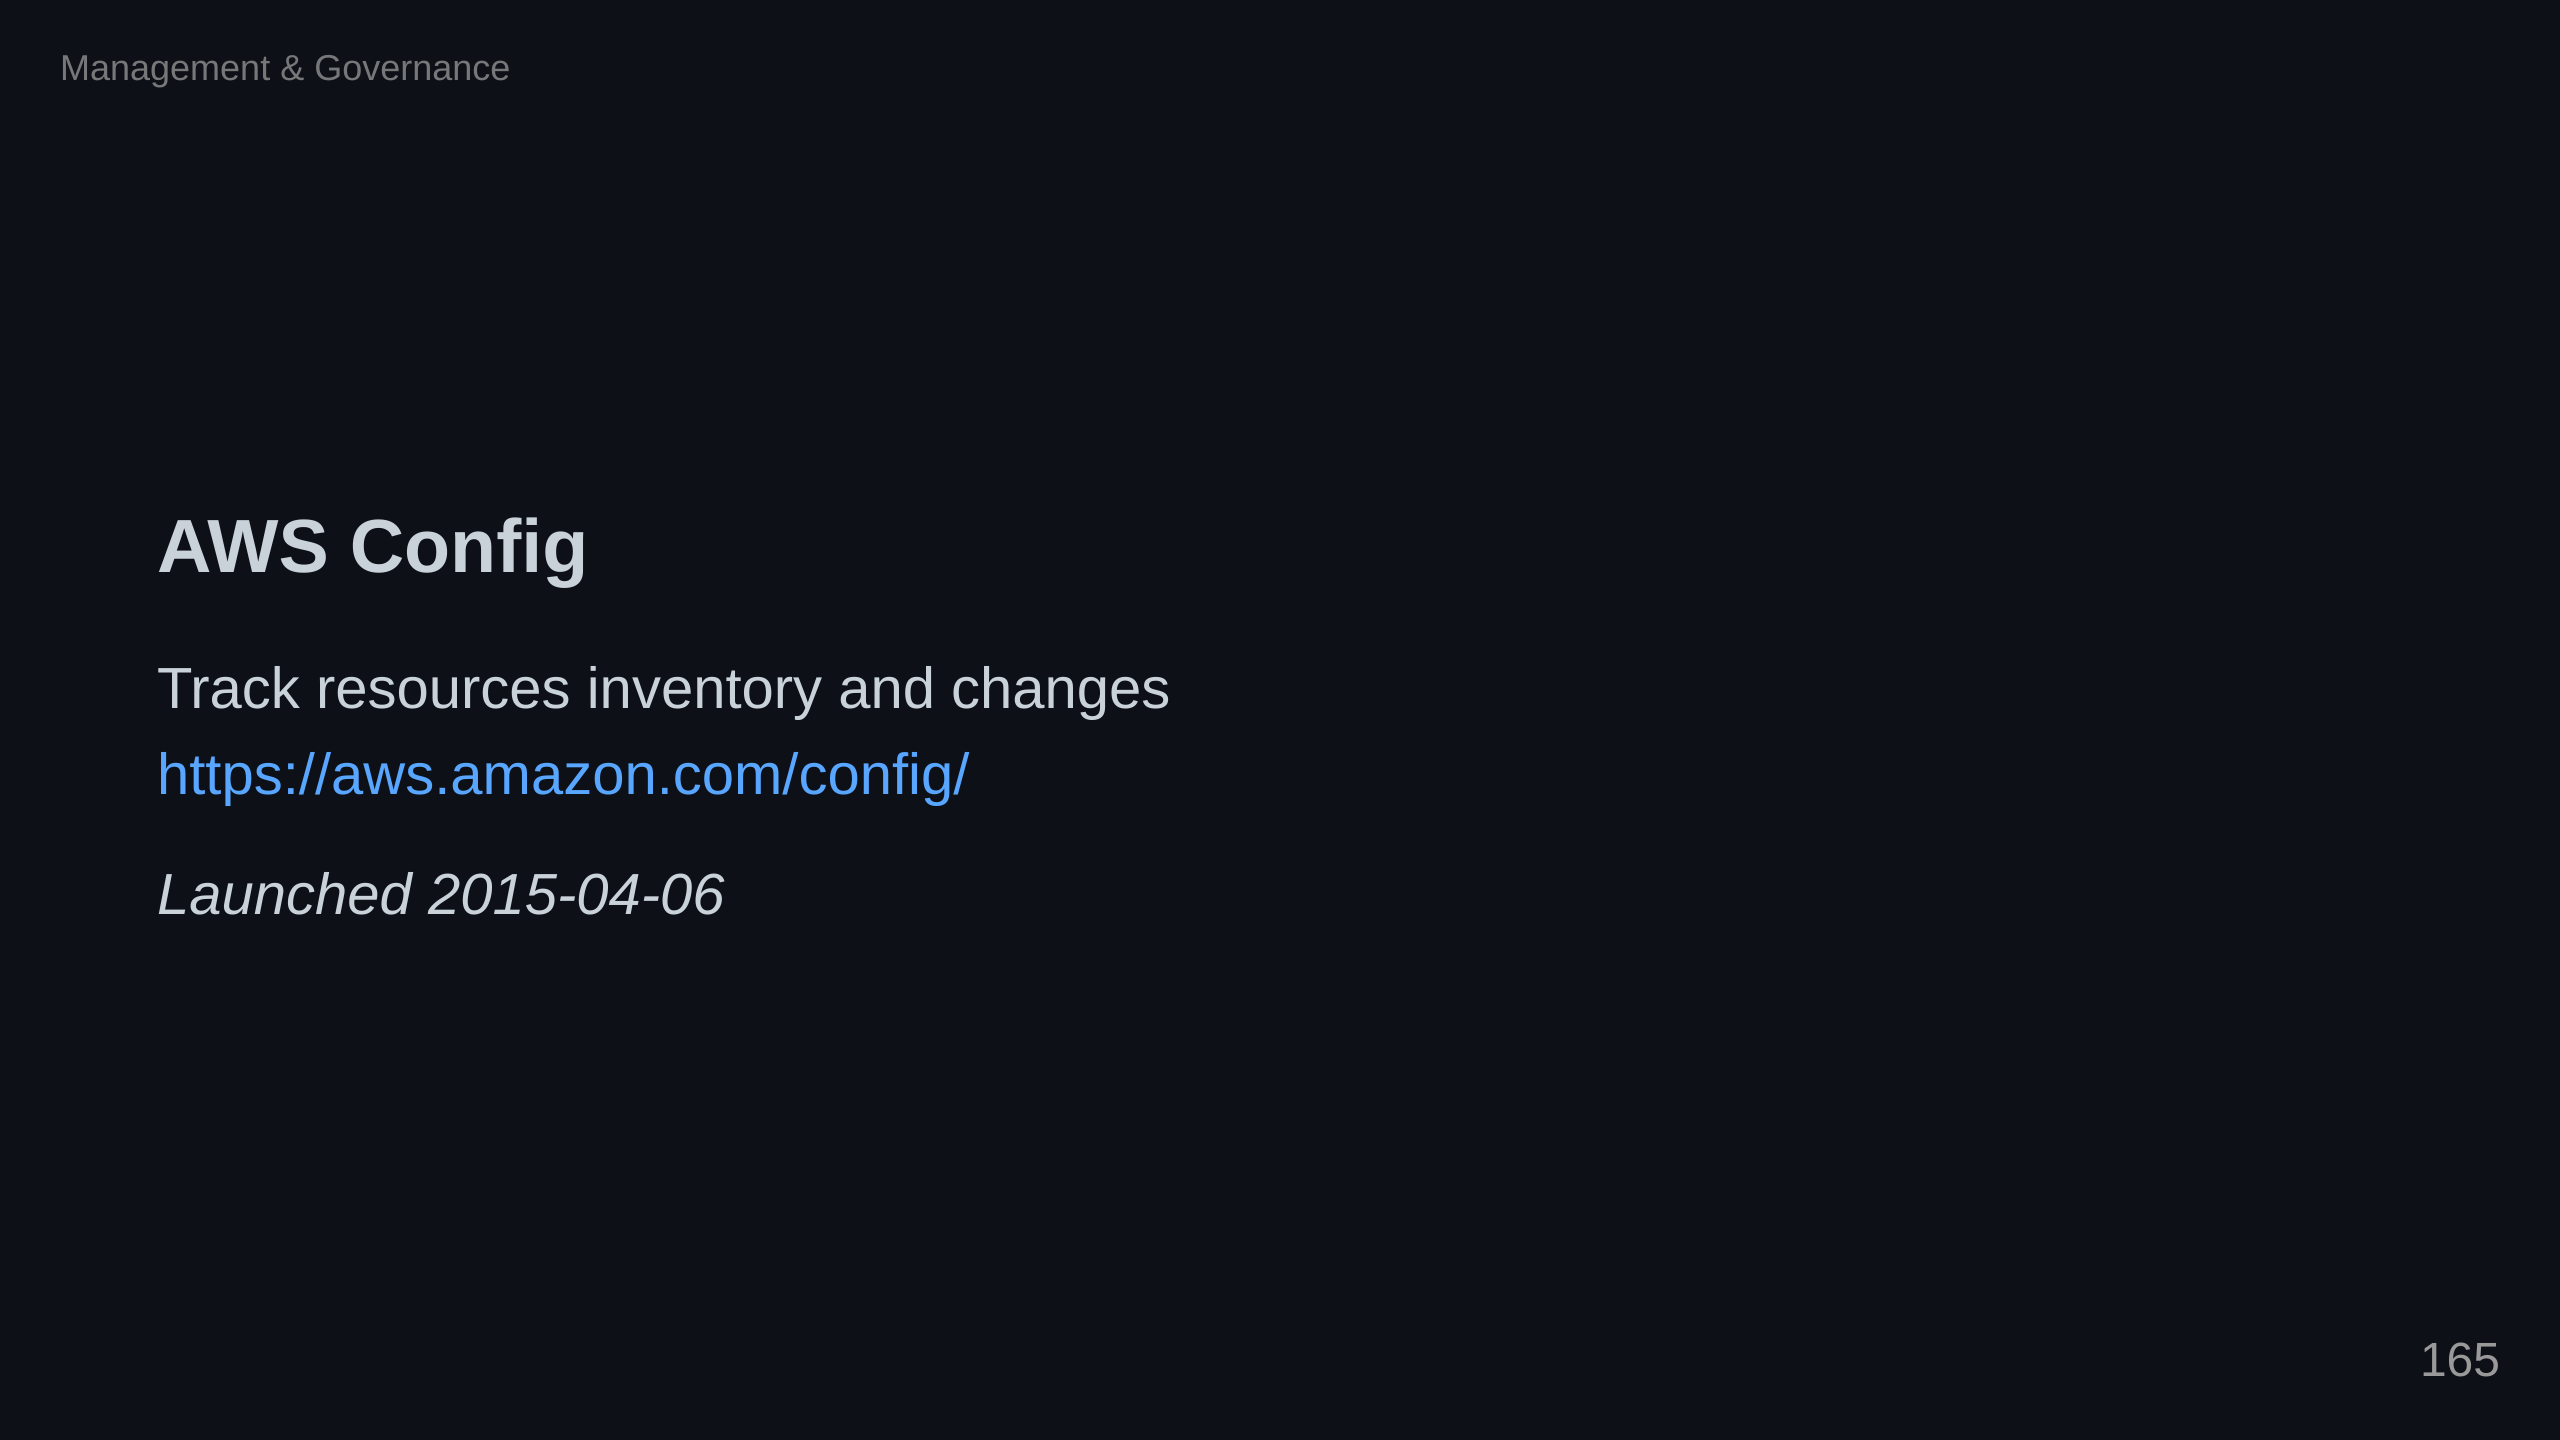 Management & Governance
AWS Config
Track resources inventory and changes
https://aws.amazon.com/config/
Launched 2015-04-06
165